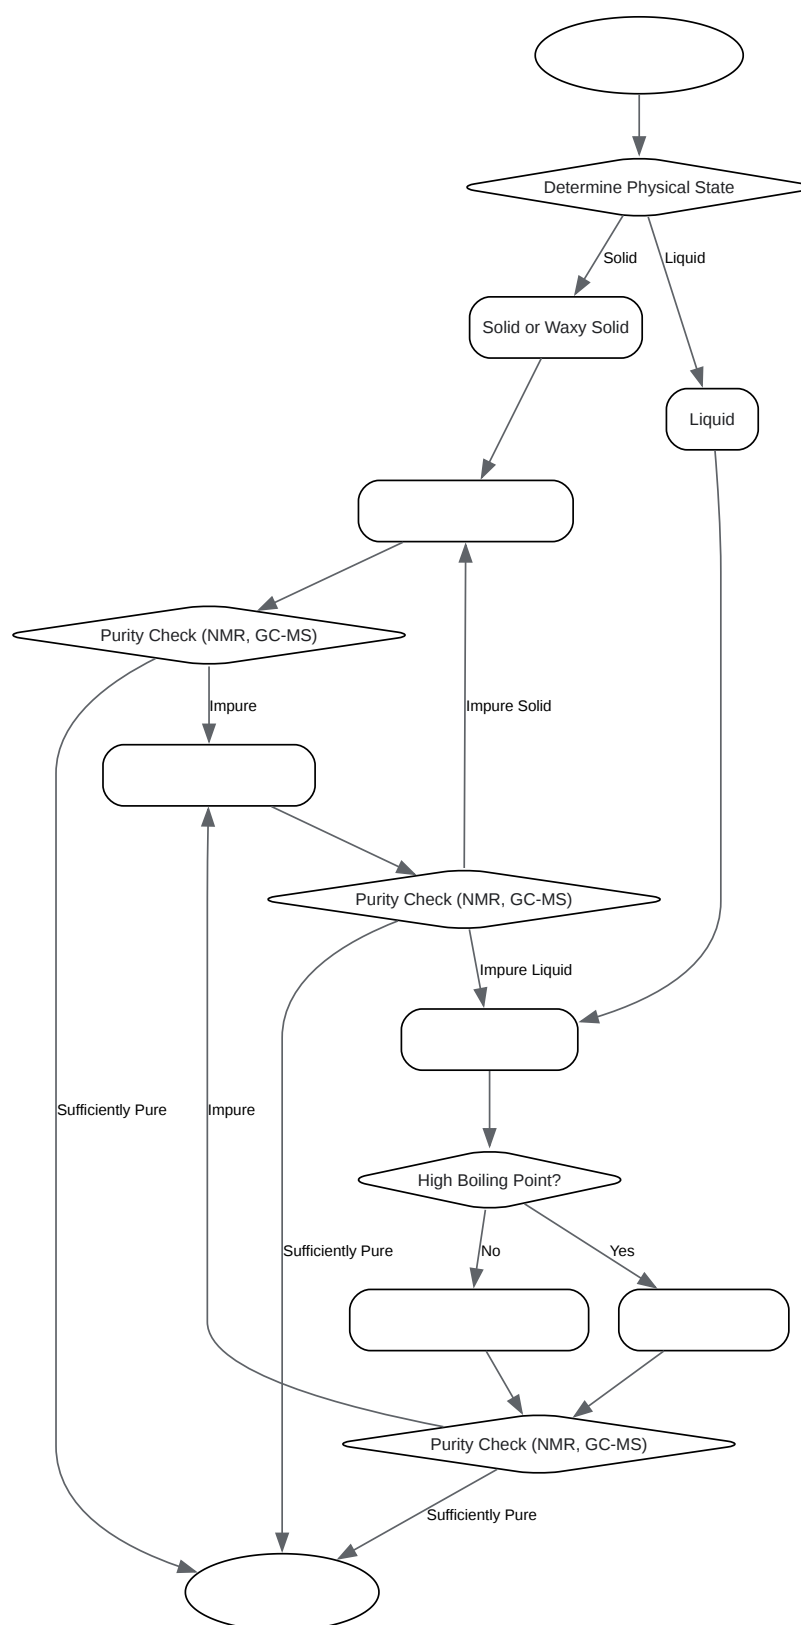 Determine Physical State
Solid
Liquid
Solid or Waxy Solid
Liquid
Purity Check (NMR, GC-MS)
Impure
Impure Solid
Purity Check (NMR, GC-MS)
Impure Liquid
Sufficiently Pure
Impure
High Boiling Point?
Sufficiently Pure
No
Yes
Purity Check (NMR, GC-MS)
Sufficiently Pure